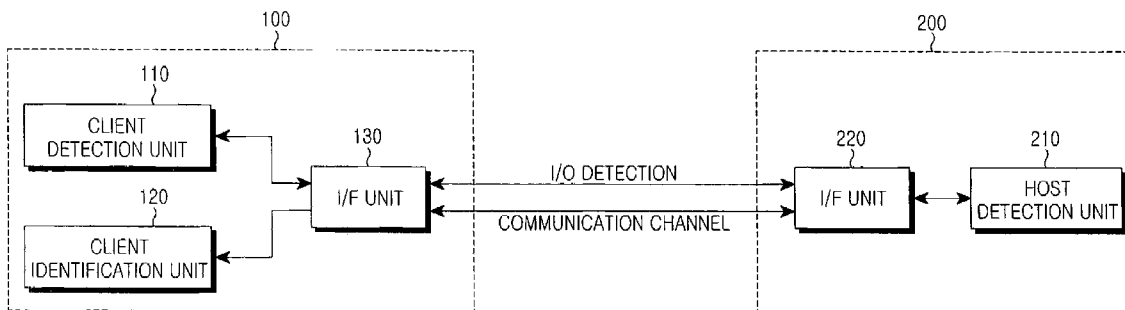 100
200
110
CLIENT
DETECTION UNIT
130
I/F UNIT
120
CLIENT
IDENTIFICATION UNIT
I/O DETECTION
COMMUNICATION CHANNEL
220
I/F UNIT
210
HOST
DETECTION UNIT